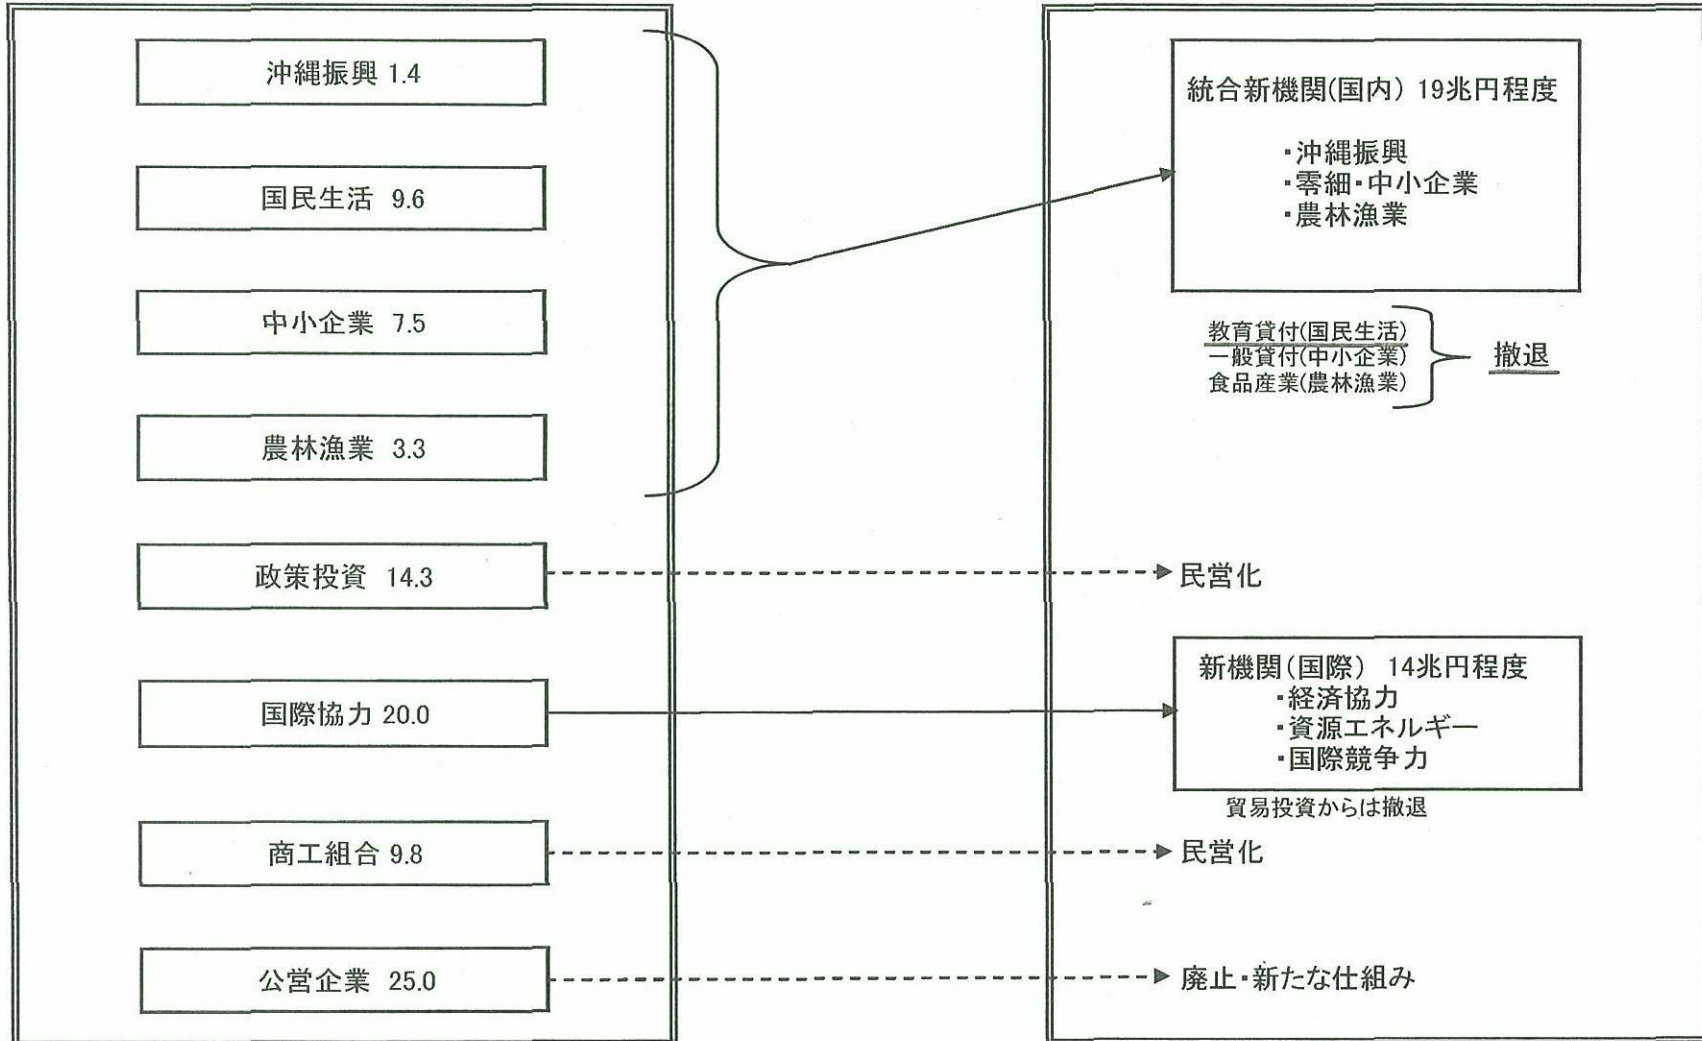 沖縄振興 1.4
国民生活 9.6
中小企業 7.5
農林漁業 3.3
政策投資 14.3
国際協力 20.0
商工組合 9.8
公営企業 25.0
統合新機関(国内) 19兆円程度
・沖縄振興
・零細・中小企業
・農林漁業
教育貸付(国民生活)
一般貸付(中小企業)
食品産業(農林漁業)
撤退
民営化
新機関(国際) 14兆円程度
・経済協力
・資源エネルギー
・国際競争力
貿易投資からは撤退
民営化
廃止・新たな仕組み